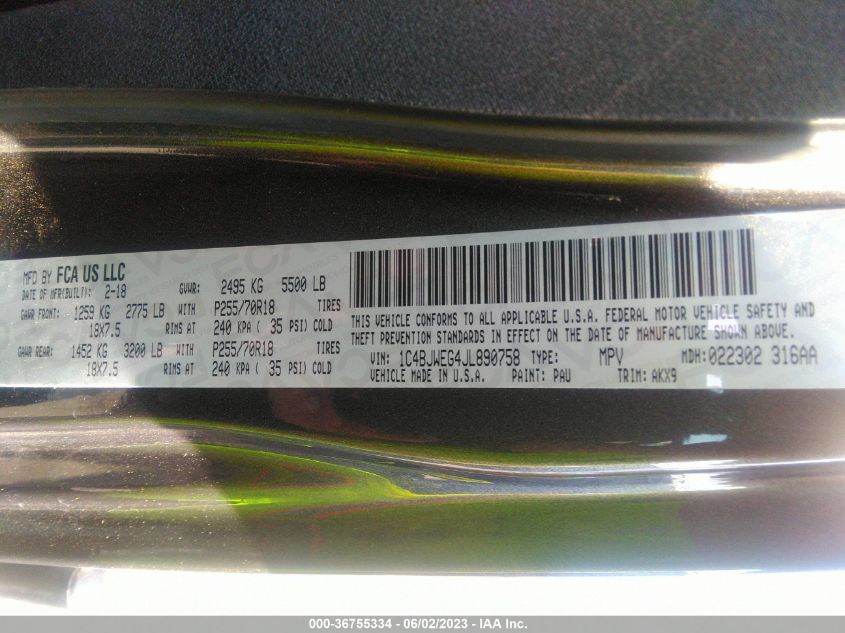 MFD BY FCA US LLC
DATE OF MFR(BUILT): 2-18 GVWR: 2495 KG 5500 LB
GAWR FRONT: 1259 KG 2775 LB WITH P255/70R18 TIRES
18X7.5 RIMS AT 240 KPA ( 35 PSI) COLD
GAWR REAR: 1452 KG 3200 LB WITH P255/70R18 TIRES
18X7.5 RIMS AT 240 KPA ( 35 PSI) COLD
THIS VEHICLE CONFORMS TO ALL APPLICABLE U.S.A. FEDERAL MOTOR VEHICLE SAFETY AND
THEFT PREVENTION STANDARDS IN EFFECT ON THE DATE OF MANUFACTURE SHOWN ABOVE.
VIN: 1C4BJWEG4JL890758 TYPE: MPV MDH: 022302 316AA
VEHICLE MADE IN U.S.A. PAINT: PAU TRIM: AKX9
000-36755334 - 06/02/2023 - IAA Inc.